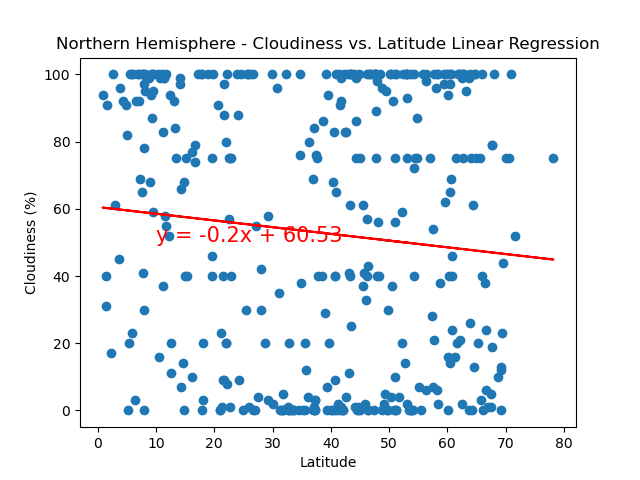 Northern Hemisphere - Cloudiness vs. Latitude Linear Regression
100
80
60
40
20
0
Cloudiness (%)
y = -0.2x + 60.53
0 10 20 30 40 50 60 70 80
Latitude